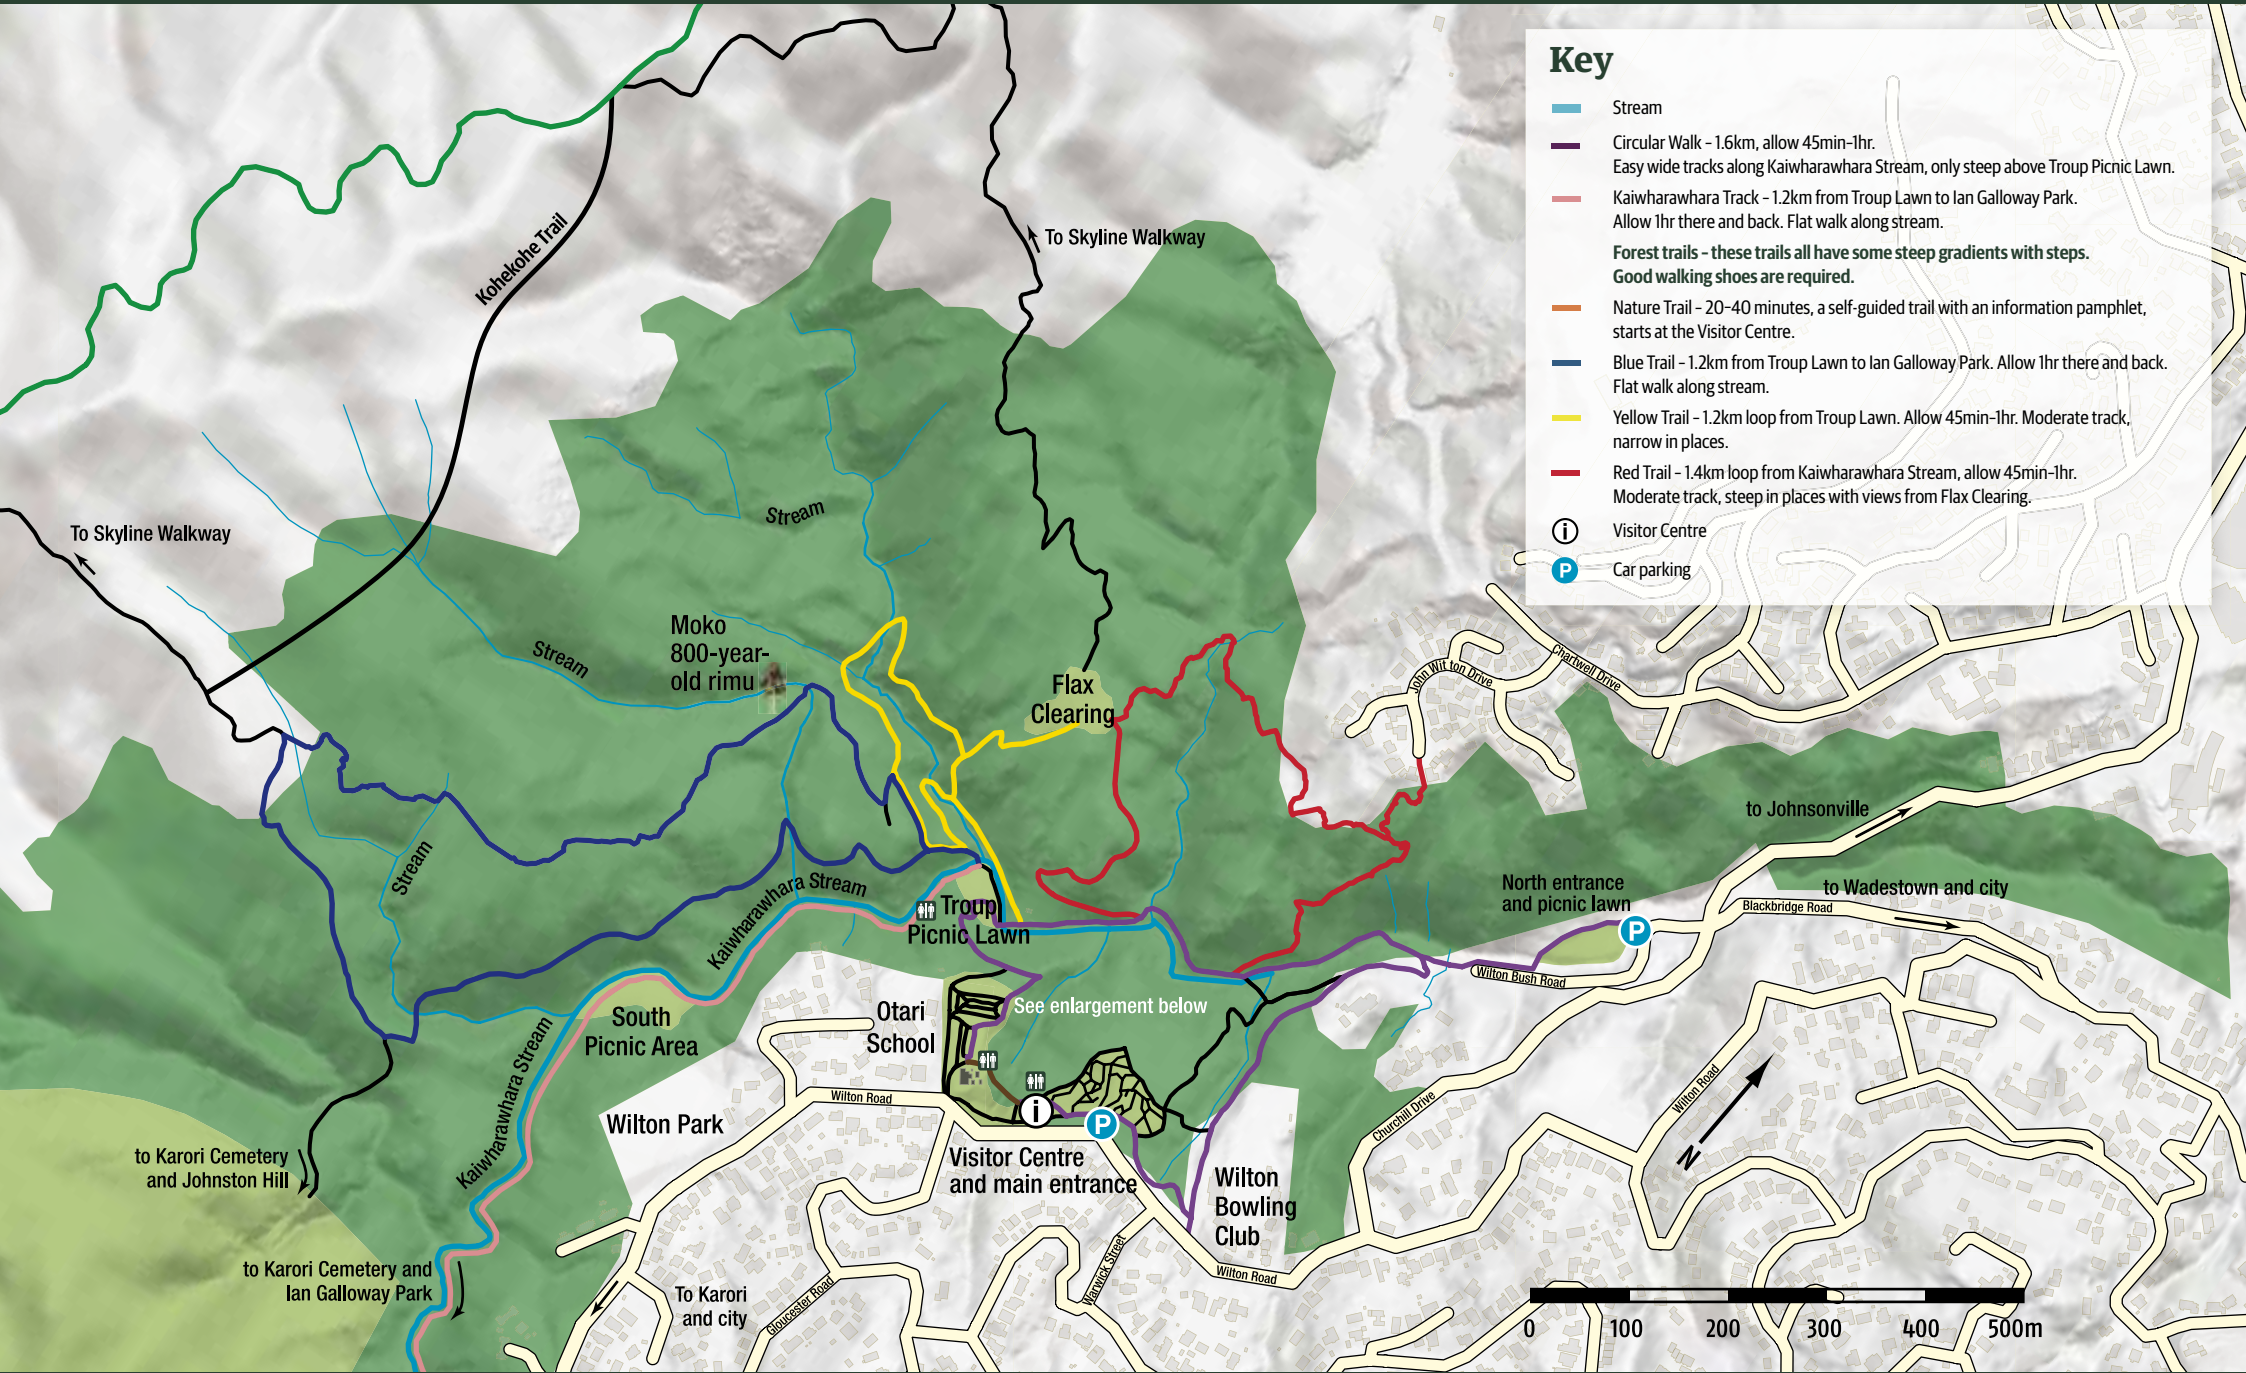 Key
Stream
Circular Walk – 1.6km, allow 45min–1hr.
Easy wide tracks along Kaiwharawhara Stream, only steep above Troup Picnic Lawn.
Kaiwharawhara Track – 1.2km from Troup Lawn to Ian Galloway Park.
Allow 1hr there and back. Flat walk along stream.
Forest trails – these trails all have some steep gradients with steps.
Good walking shoes are required.
Nature Trail – 20–40 minutes, a self-guided trail with an information pamphlet,
starts at the Visitor Centre.
Blue Trail – 1.2km from Troup Lawn to Ian Galloway Park. Allow 1hr there and back.
Flat walk along stream.
Yellow Trail – 1.2km loop from Troup Lawn. Allow 45min–1hr. Moderate track,
narrow in places.
Red Trail – 1.4km loop from Kaiwharawhara Stream, allow 45min–1hr.
Moderate track, steep in places with views from Flax Clearing.
i
Visitor Centre
P
Car parking
Kohekohe Trail
To Skyline Walkway
To Skyline Walkway
Stream
Stream
Moko
800-year-
old rimu
Flax
Clearing
John Witton Drive
Chartwell Drive
to Johnsonville
Stream
Kaiwharawhara Stream
Troup
Picnic Lawn
North entrance
and picnic lawn
P
to Wadestown and city
Blackbridge Road
Wilton Bush Road
See enlargement below
Otari
School
South
Picnic Area
Kaiwharawhara Stream
Wilton Park
Wilton Road
i
P
Visitor Centre
and main entrance
Wilton
Bowling
Club
Churchill Drive
Wilton Road
N
to Karori Cemetery
and Johnston Hill
to Karori Cemetery and
Ian Galloway Park
To Karori
and city
Gloucester Road
Warwick Street
Wilton Road
0 100 200 300 400 500m